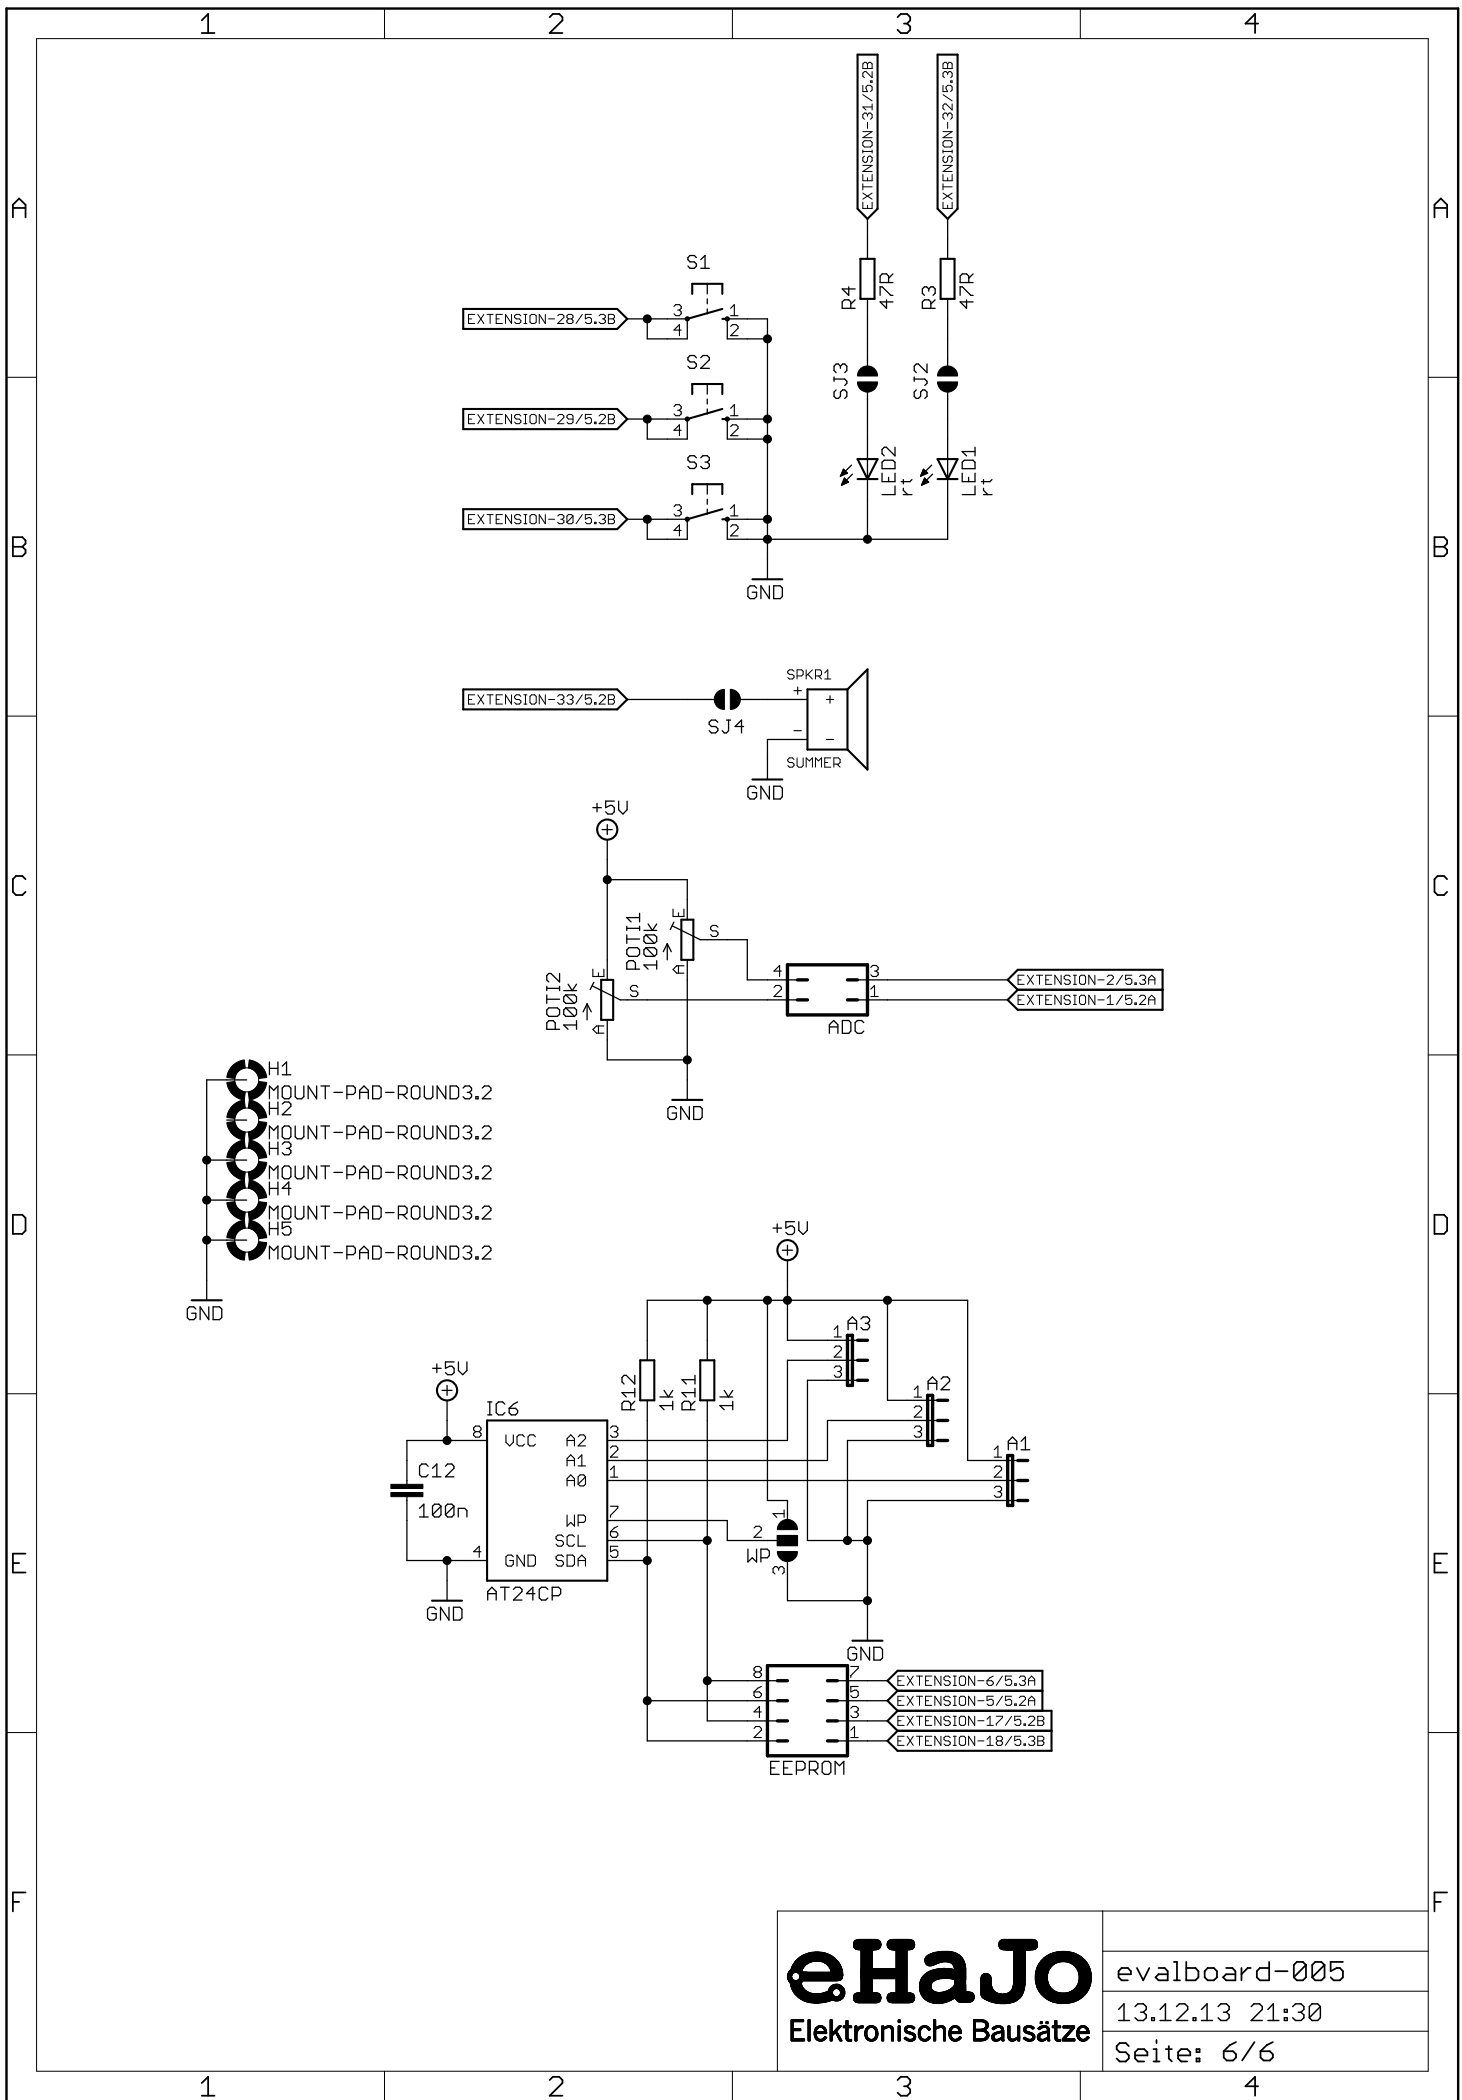 1 2 3 4
A A
EXTENSION-31/5.2B
EXTENSION-32/5.3B
S1
EXTENSION-28/5.3B
3 1
4 2
R4
47R
R3
47R
S2
EXTENSION-29/5.2B
3 1
4 2
SJ3
SJ2
S3
EXTENSION-30/5.3B
3 1
4 2
LED2
rt
LED1
rt
B B
GND
SPKR1
EXTENSION-33/5.2B
SJ4
+ +
- -
SUMMER
GND
+5V
C C
POTI1
100k
E
S
A
POTI2
100k
E
S
A
4 3
2 1
ADC
EXTENSION-2/5.3A
EXTENSION-1/5.2A
GND
H1
MOUNT-PAD-ROUND3.2
H2
MOUNT-PAD-ROUND3.2
H3
MOUNT-PAD-ROUND3.2
H4
MOUNT-PAD-ROUND3.2
H5
MOUNT-PAD-ROUND3.2
GND
D D
+5V
A3
1
2
3
A2
1
2
3
A1
1
2
3
R12
1k
R11
1k
+5V
IC6
8 VCC A2 3
A1 2
A0 1
WP 7
SCL 6
4 GND SDA 5
AT24CP
C12
100n
GND
1
2
WP
3
GND
E E
8 7
6 5
4 3
2 1
EEPROM
EXTENSION-6/5.3A
EXTENSION-5/5.2A
EXTENSION-17/5.2B
EXTENSION-18/5.3B
F F
eHaJo
Elektronische Bausätze
evalboard-005
13.12.13 21:30
Seite: 6/6
1 2 3 4